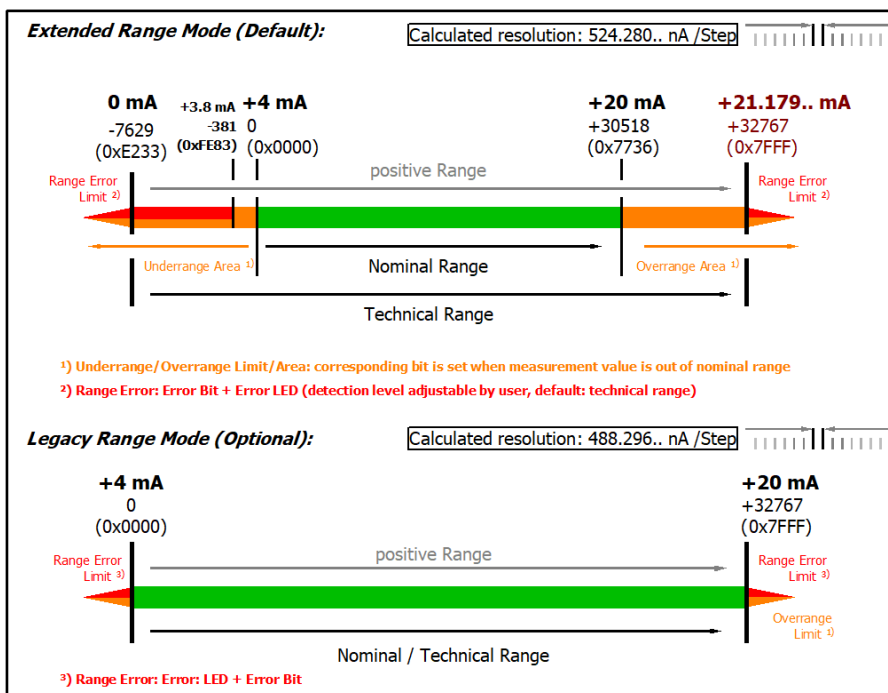 Extended Range Mode (Default):
Calculated resolution: 524.280.. nA /Step
0 mA
-7629
(0xE233)
+3.8 mA
-381
(0xFE83)
+4 mA
0
(0x0000)
+20 mA
+30518
(0x7736)
+21.179.. mA
+32767
(0x7FFF)
Range Error
Limit ²⁾
positive Range
Range Error
Limit ²⁾
Underrange Area ¹⁾
Nominal Range
Overrange Area ¹⁾
Technical Range
¹) Underrange/Overrange Limit/Area: corresponding bit is set when measurement value is out of nominal range
²) Range Error: Error Bit + Error LED (detection level adjustable by user, default: technical range)
Legacy Range Mode (Optional):
Calculated resolution: 488.296.. nA /Step
+4 mA
0
(0x0000)
+20 mA
+32767
(0x7FFF)
Range Error
Limit ³⁾
positive Range
Range Error
Limit ³⁾
Overrange
Limit ¹⁾
Nominal / Technical Range
³) Range Error: Error: LED + Error Bit